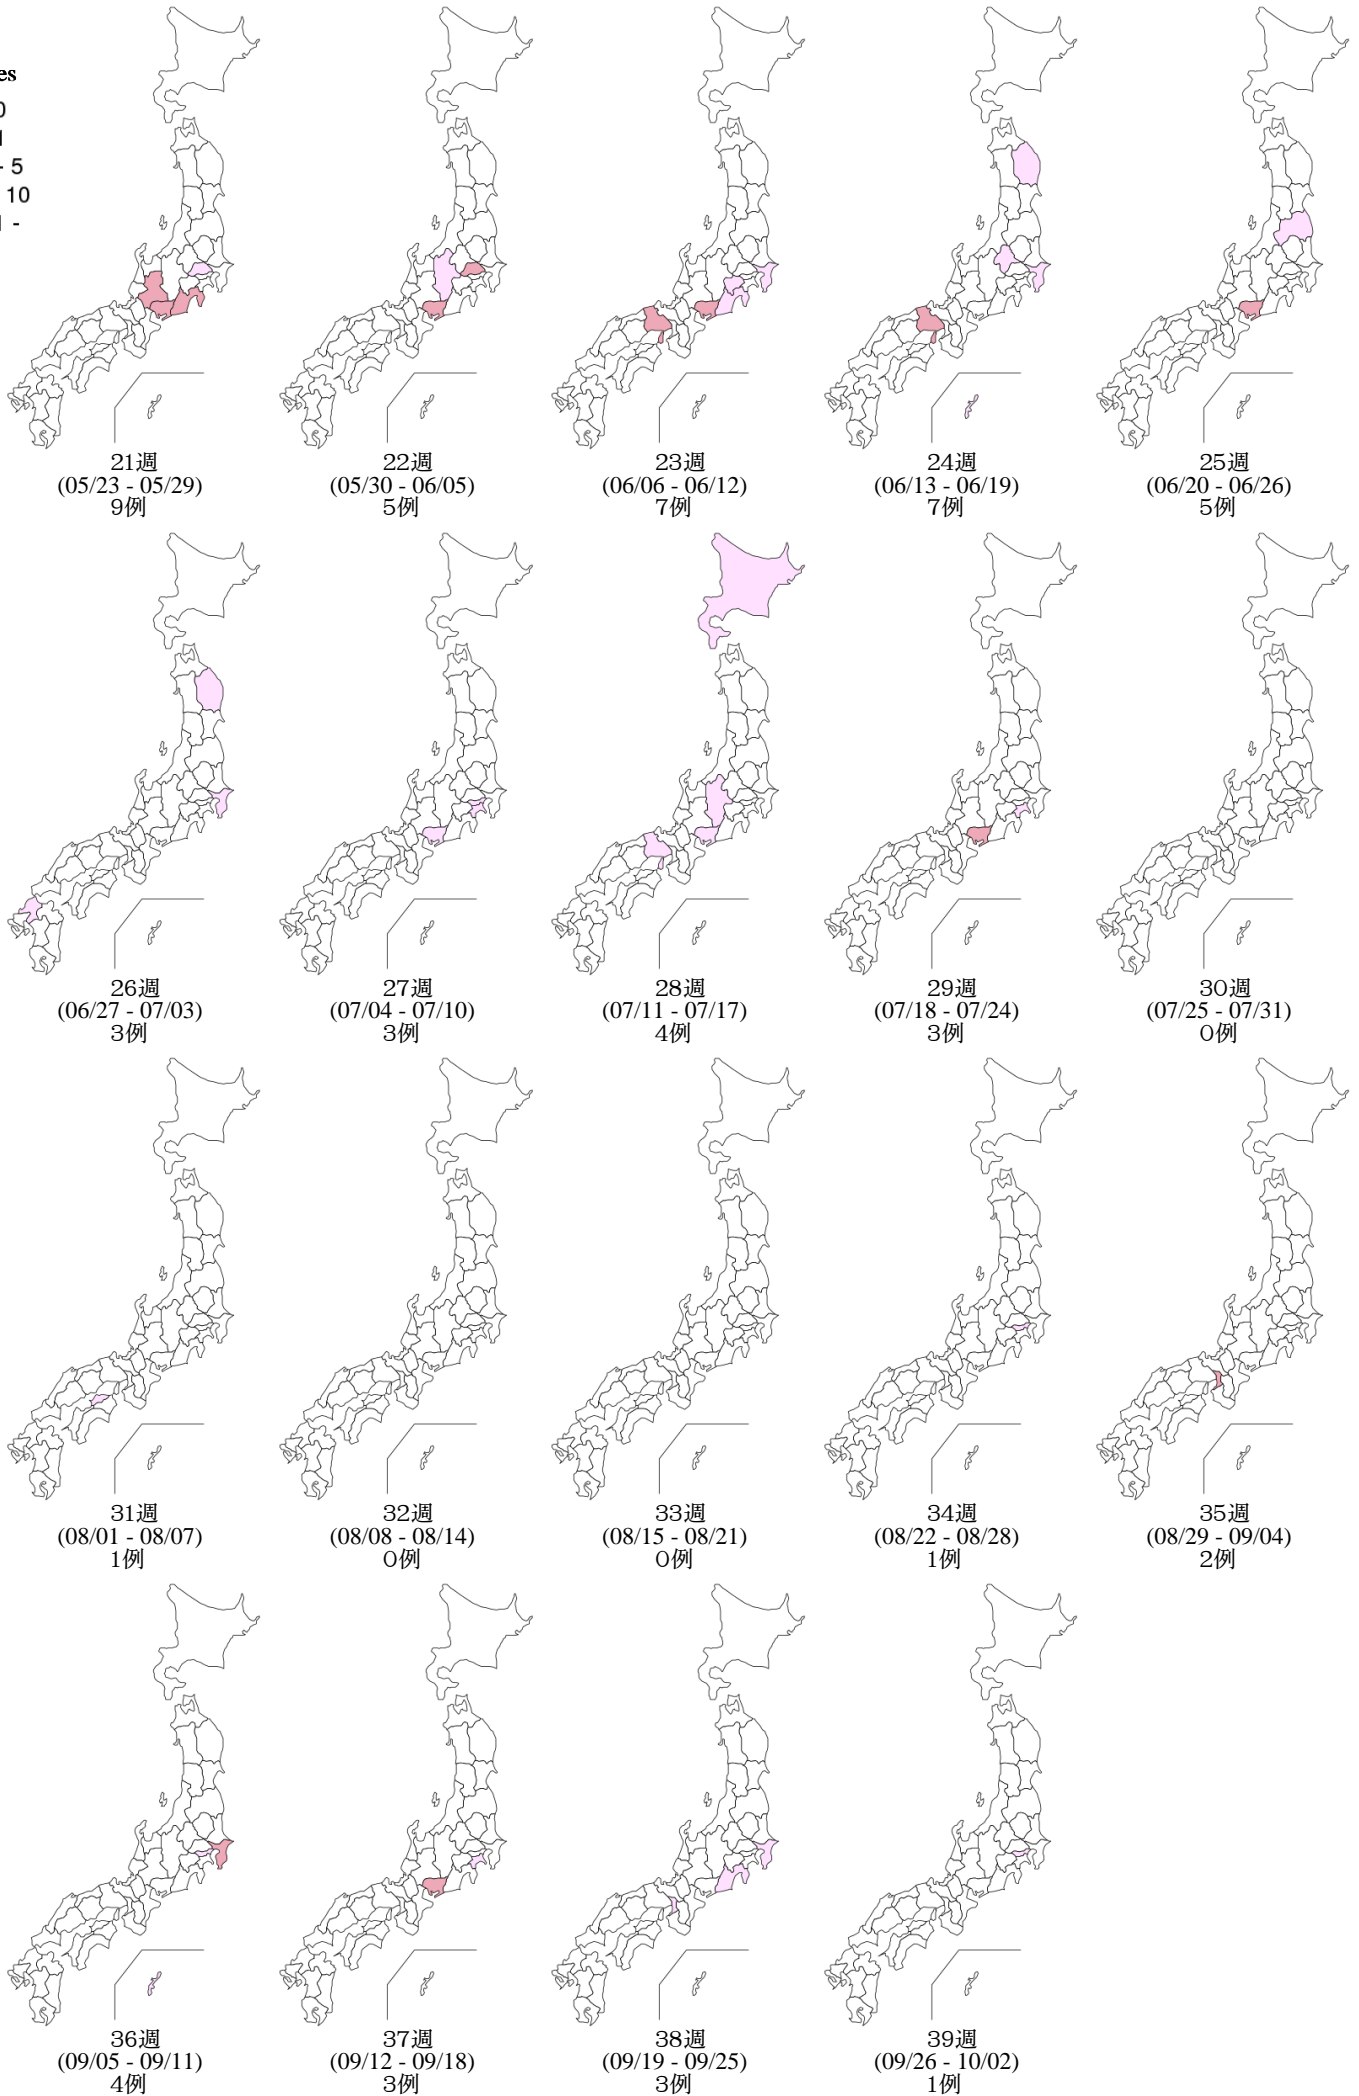 es
0
1
- 5
10
1 -
21週
(05/23 - 05/29)
9例
22週
(05/30 - 06/05)
5例
23週
(06/06 - 06/12)
7例
24週
(06/13 - 06/19)
7例
25週
(06/20 - 06/26)
5例
26週
(06/27 - 07/03)
3例
27週
(07/04 - 07/10)
3例
28週
(07/11 - 07/17)
4例
29週
(07/18 - 07/24)
3例
30週
(07/25 - 07/31)
0例
31週
(08/01 - 08/07)
1例
32週
(08/08 - 08/14)
0例
33週
(08/15 - 08/21)
0例
34週
(08/22 - 08/28)
1例
35週
(08/29 - 09/04)
2例
36週
(09/05 - 09/11)
4例
37週
(09/12 - 09/18)
3例
38週
(09/19 - 09/25)
3例
39週
(09/26 - 10/02)
1例